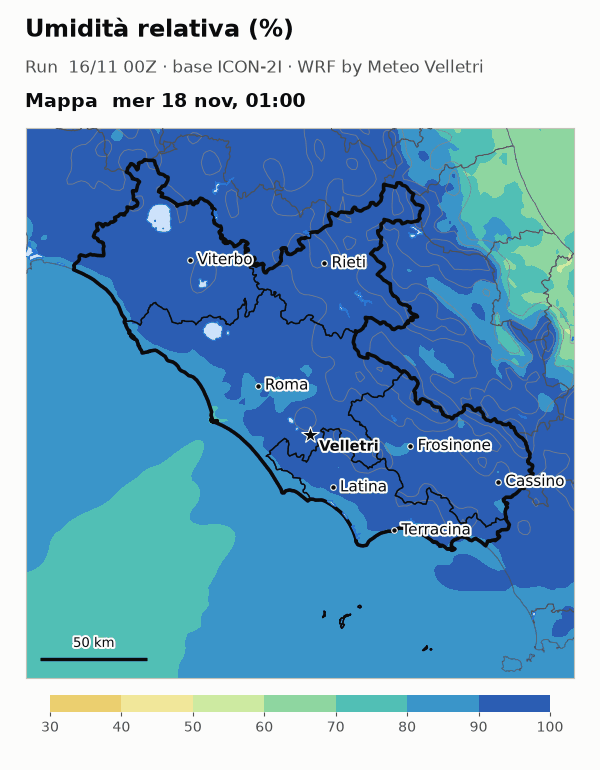 Umidità relativa (%)
Run  16/11 00Z · base ICON-2I · WRF by Meteo Velletri
Mappa  mer 18 nov, 01:00
Viterbo
Rieti
Roma
Velletri
Frosinone
Cassino
Latina
Terracina
50 km
30 40 50 60 70 80 90 100